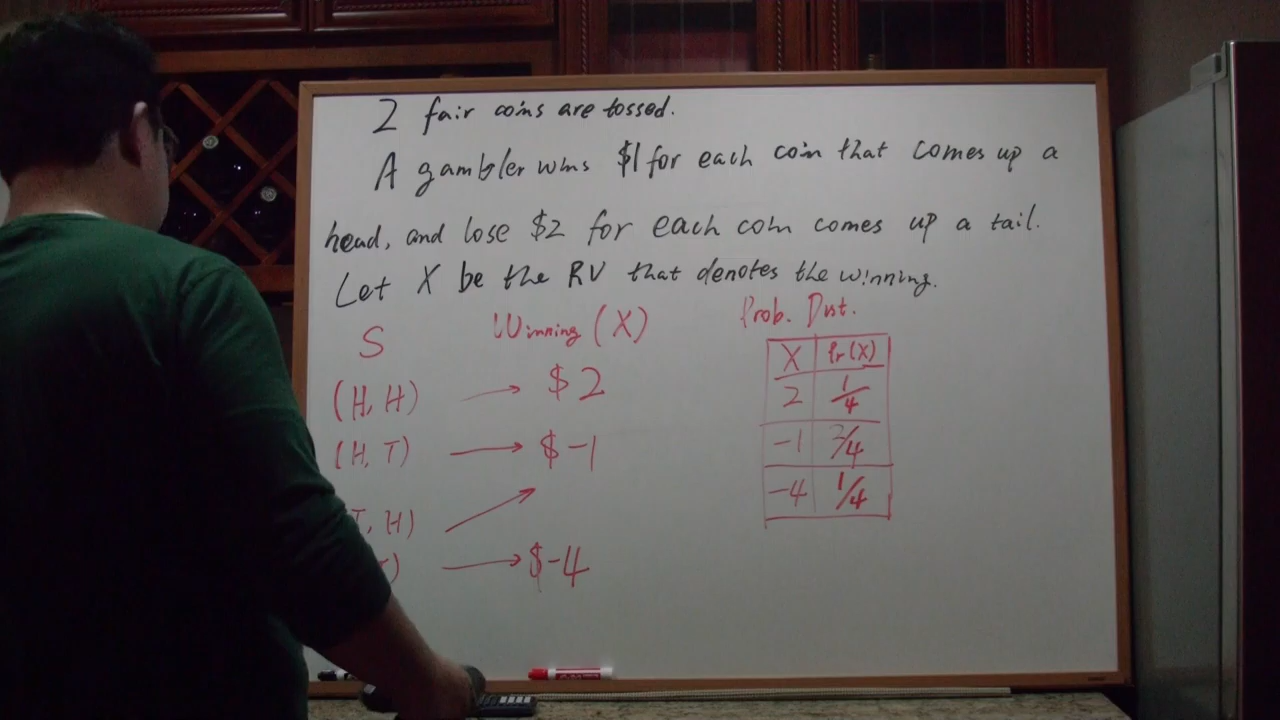 2 fair coins are tossed.
A gambler wins $1 for each coin that comes up a
head, and lose $2 for each coin comes up a tail.
Let X be the RV that denotes the winning.
S Winning (X) Prob. Dist.
X Pr(X)
(H, H) → $ 2
2 1/4
(H, T) → $ -1
-1 2/4
-4 1/4
T, H)
) → $-4